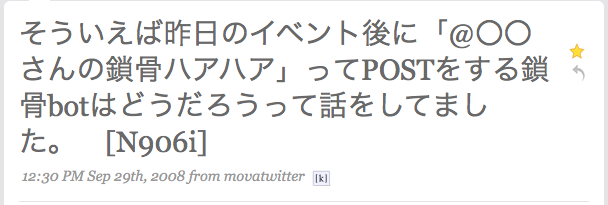 そういえば昨日のイベント後に「@〇〇
さんの鎖骨ハアハア」ってPOSTをする鎖
骨botはどうだろうって話をしてまし
た。　[N906i]
12:30 PM Sep 29th, 2008 from movatwitter [k]